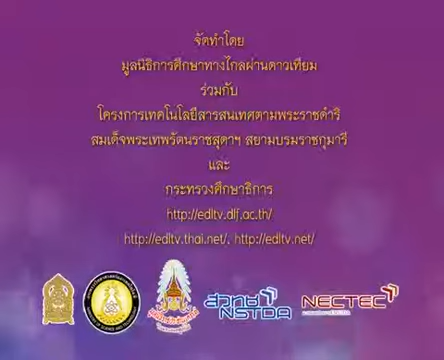 จัดทำโดย
มูลนิธิการศึกษาทางไกลผ่านดาวเทียม
ร่วมกับ
โครงการเทคโนโลยีสารสนเทศตามพระราชดำริ
สมเด็จพระเทพรัตนราชสุดาฯ สยามบรมราชกุมารี
และ
กระทรวงศึกษาธิการ
http://edltv.dlf.ac.th/
http://edltv.thai.net/, http://edltv.net/
สวทช
NSTDA
NECTEC